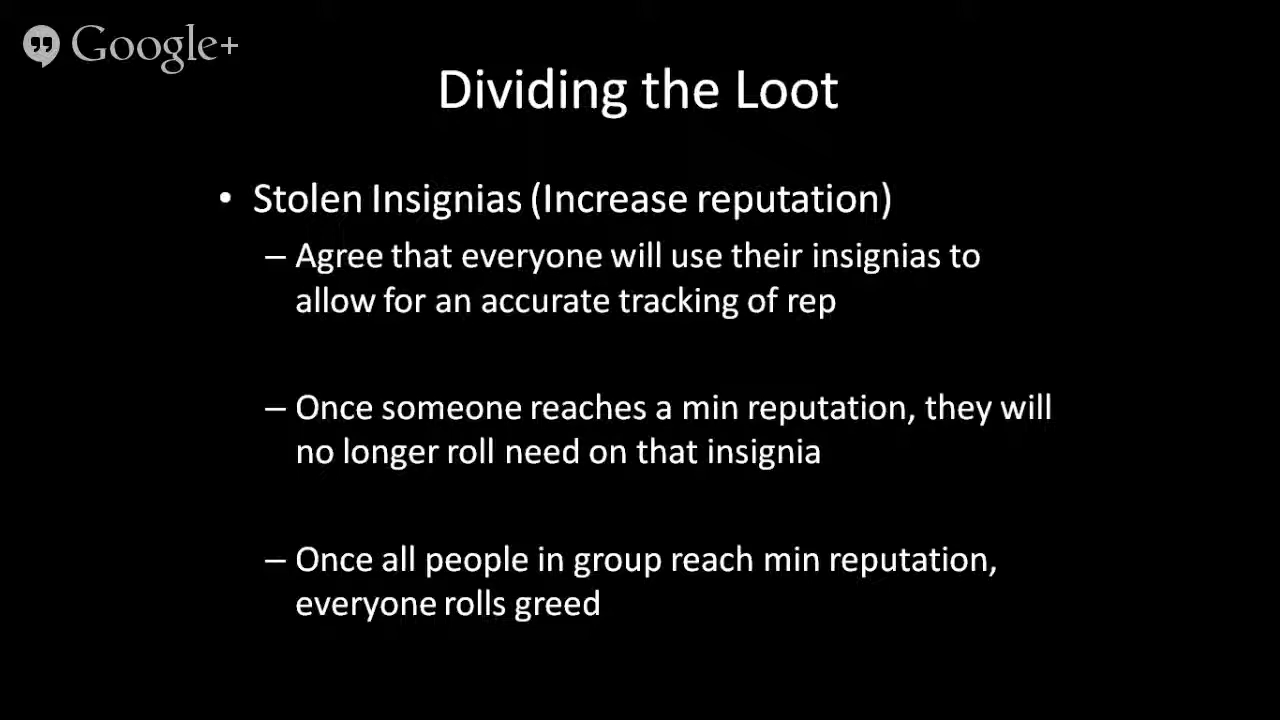 Google+
Dividing the Loot
• Stolen Insignias (Increase reputation)
– Agree that everyone will use their insignias to
allow for an accurate tracking of rep
– Once someone reaches a min reputation, they will
no longer roll need on that insignia
– Once all people in group reach min reputation,
everyone rolls greed